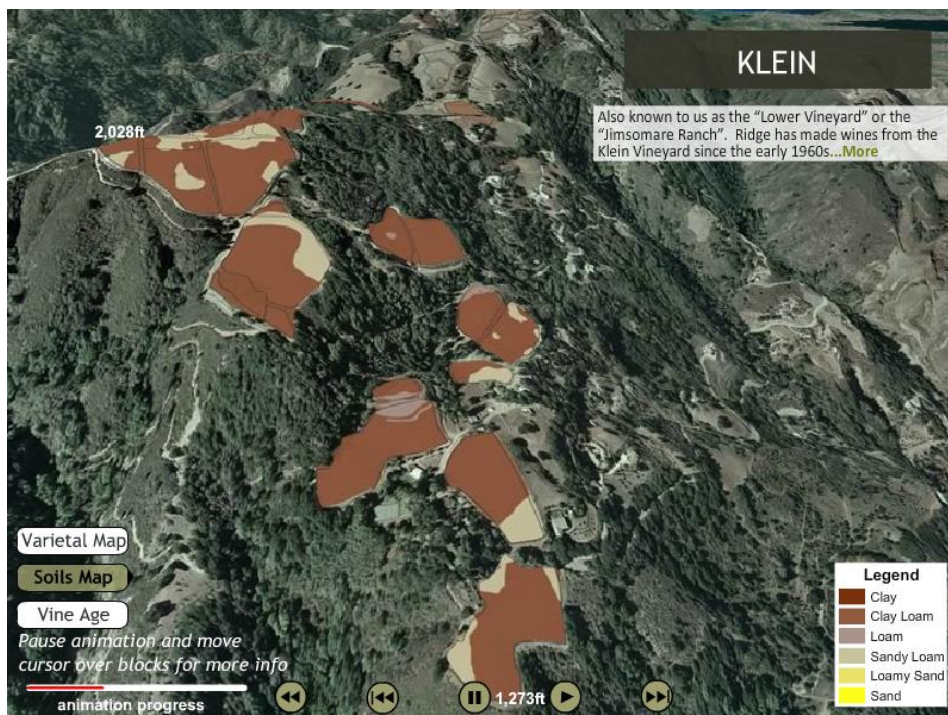 KLEIN
Also known to us as the “Lower Vineyard” or the
“Jimsomare Ranch”.  Ridge has made wines from the
Klein Vineyard since the early 1960s...More
2,028ft
Varietal Map
Soils Map
Vine Age
Pause animation and move
cursor over blocks for more info
animation progress
1,273ft
Legend
Clay
Clay Loam
Loam
Sandy Loam
Loamy Sand
Sand